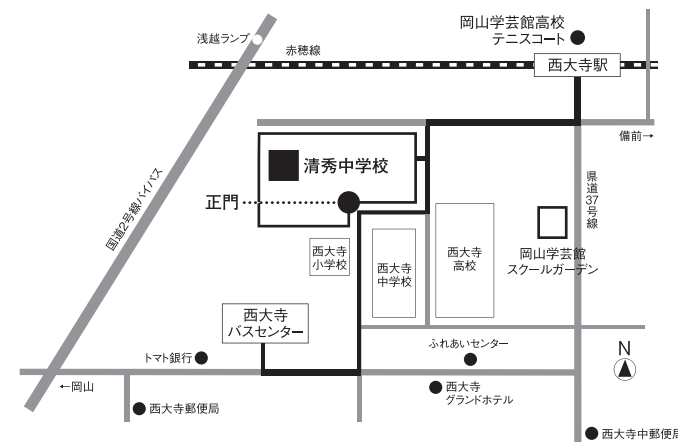 岡山学芸館高校
テニスコート
浅越ランプ
赤穂線
西大寺駅
備前→
清秀中学校
国道2号線バイパス
県道37号線
正門
西大寺
小学校
西大寺
中学校
西大寺
高校
岡山学芸館
スクールガーデン
西大寺
バスセンター
トマト銀行
ふれあいセンター
N
←岡山
西大寺郵便局
西大寺
グランドホテル
西大寺中郵便局